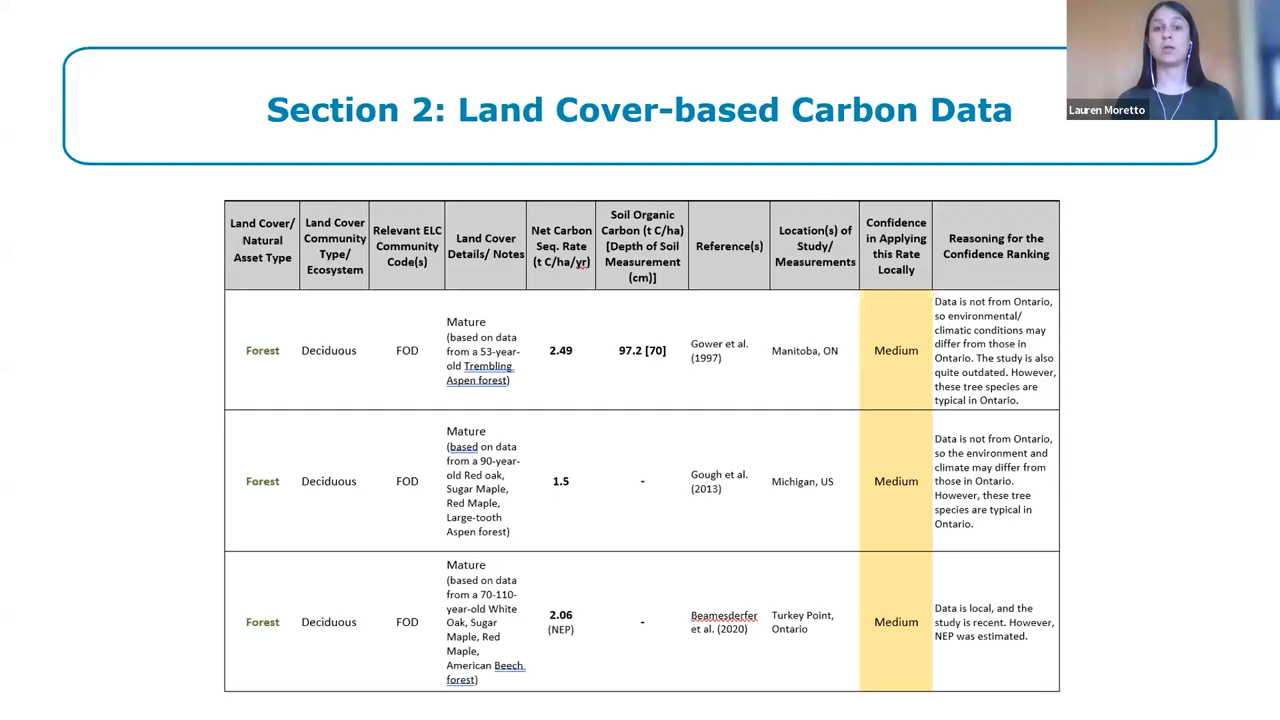 Lauren Moretto
Section 2: Land Cover-based Carbon Data
Land Cover/
Natural
Asset Type
Land Cover
Community
Type/
Ecosystem
Relevant ELC
Community
Code(s)
Land Cover
Details/ Notes
Net Carbon
Seq. Rate
(t C/ha/yr)
Soil Organic
Carbon (t C/ha)
[Depth of Soil
Measurement
(cm)]
Reference(s)
Location(s) of
Study/
Measurements
Confidence
in Applying
this Rate
Locally
Reasoning for the
Confidence Ranking
Forest
Deciduous
FOD
Mature
(based on data
from a 53-year-
old Trembling
Aspen forest)
2.49
97.2 [70]
Gower et al.
(1997)
Manitoba, ON
Medium
Data is not from Ontario,
so environmental/
climatic conditions may
differ from those in
Ontario. The study is also
quite outdated. However,
these tree species are
typical in Ontario.
Forest
Deciduous
FOD
Mature
(based on data
from a 90-year-
old Red oak,
Sugar Maple,
Red Maple,
Large-tooth
Aspen forest)
1.5
-
Gough et al.
(2013)
Michigan, US
Medium
Data is not from Ontario,
so the environment and
climate may differ from
those in Ontario.
However, these tree
species are typical in
Ontario.
Forest
Deciduous
FOD
Mature
(based on data
from a 70-110-
year-old White
Oak, Sugar
Maple, Red
Maple,
American Beech
forest)
2.06
(NEP)
-
Beamesderfer
et al. (2020)
Turkey Point,
Ontario
Medium
Data is local, and the
study is recent. However,
NEP was estimated.